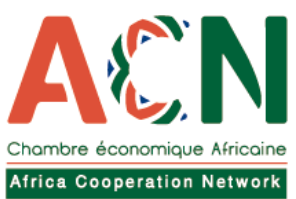 ACN
Chambre économique Africaine
Africa Cooperation Network